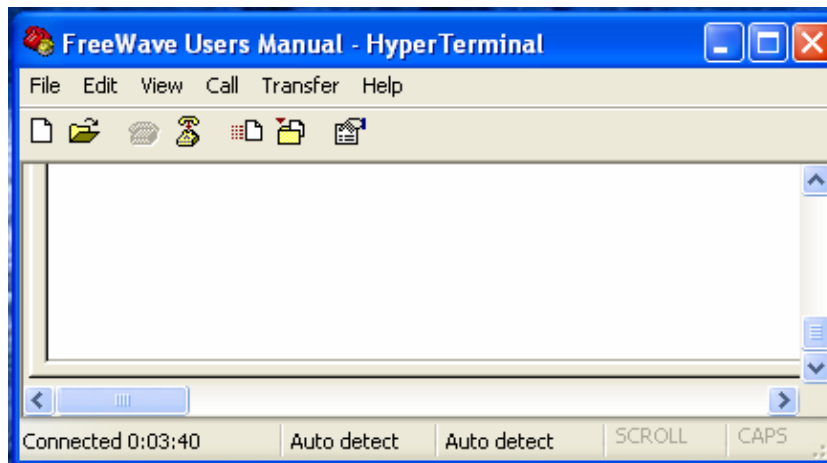 FreeWave Users Manual - HyperTerminal
File Edit View Call Transfer Help
Connected 0:03:40 Auto detect Auto detect SCROLL CAPS